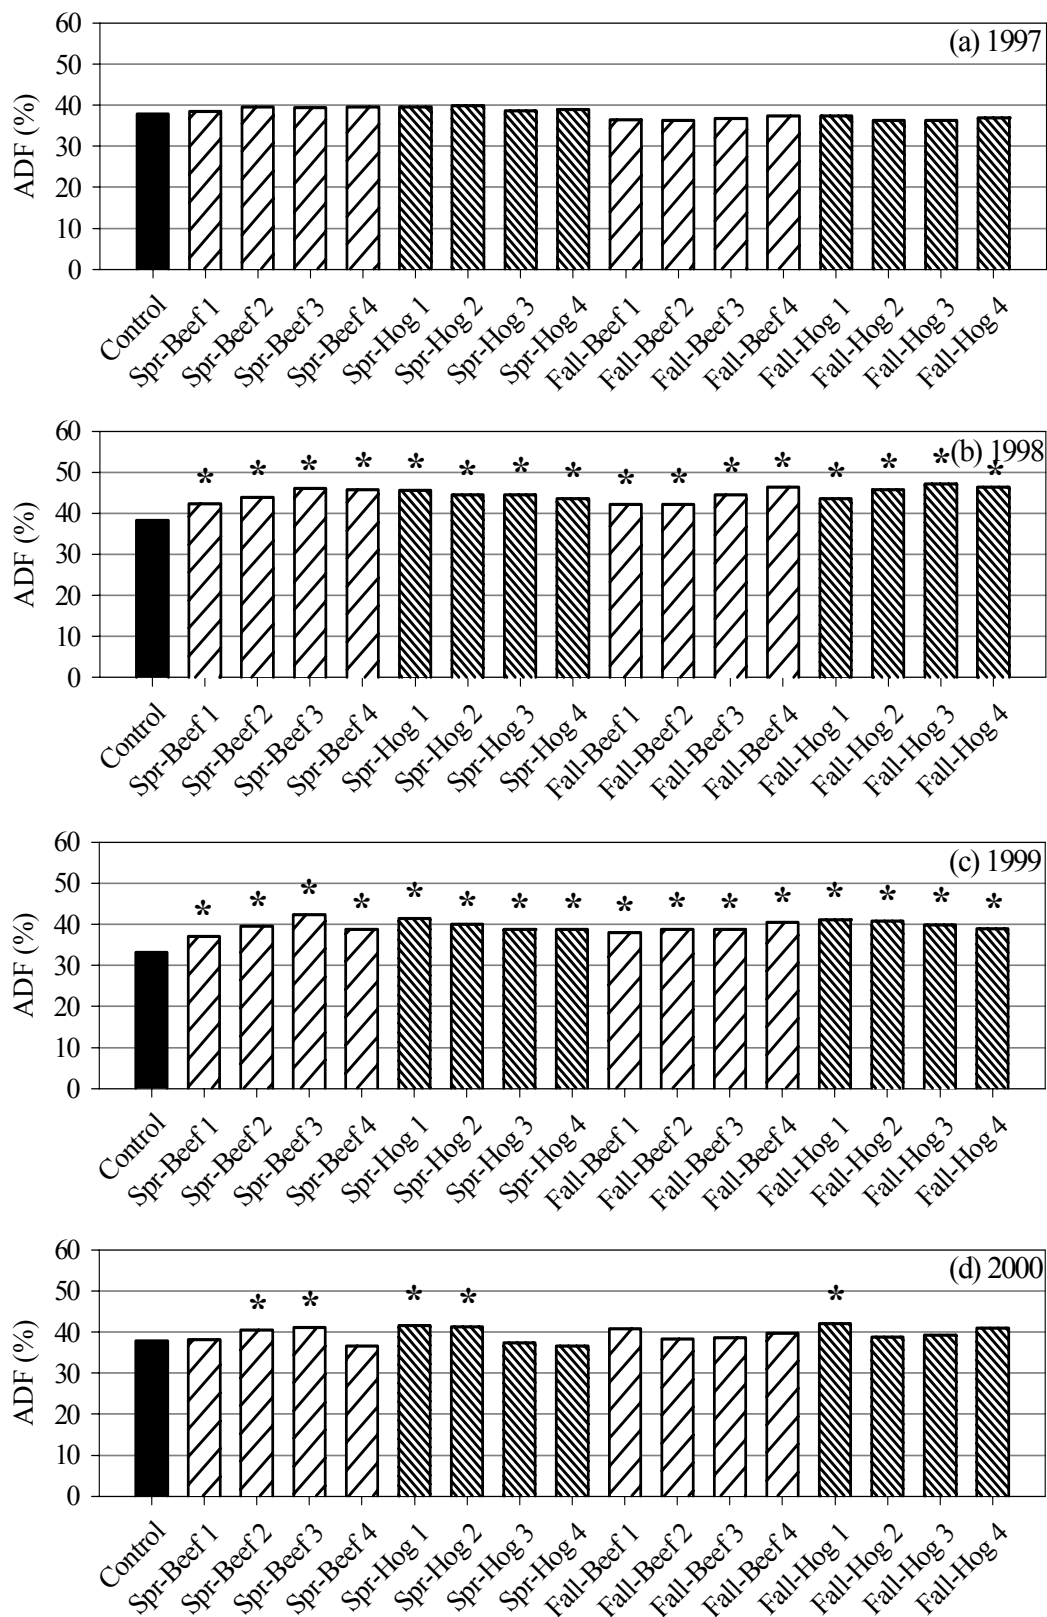 (a) 1997
60
50
40
30
20
10
0
ADF (%)
Control
Spr-Beef 1
Spr-Beef 2
Spr-Beef 3
Spr-Beef 4
Spr-Hog 1
Spr-Hog 2
Spr-Hog 3
Spr-Hog 4
Fall-Beef 1
Fall-Beef 2
Fall-Beef 3
Fall-Beef 4
Fall-Hog 1
Fall-Hog 2
Fall-Hog 3
Fall-Hog 4
(b) 1998
60
50
40
30
20
10
0
ADF (%)
* * * * * * * * * * * * * * * *
Control
Spr-Beef 1
Spr-Beef 2
Spr-Beef 3
Spr-Beef 4
Spr-Hog 1
Spr-Hog 2
Spr-Hog 3
Spr-Hog 4
Fall-Beef 1
Fall-Beef 2
Fall-Beef 3
Fall-Beef 4
Fall-Hog 1
Fall-Hog 2
Fall-Hog 3
Fall-Hog 4
(c) 1999
60
50
40
30
20
10
0
ADF (%)
* * * * * * * * * * * * * * * *
Control
Spr-Beef 1
Spr-Beef 2
Spr-Beef 3
Spr-Beef 4
Spr-Hog 1
Spr-Hog 2
Spr-Hog 3
Spr-Hog 4
Fall-Beef 1
Fall-Beef 2
Fall-Beef 3
Fall-Beef 4
Fall-Hog 1
Fall-Hog 2
Fall-Hog 3
Fall-Hog 4
(d) 2000
60
50
40
30
20
10
0
ADF (%)
* * * * *
Control
Spr-Beef 1
Spr-Beef 2
Spr-Beef 3
Spr-Beef 4
Spr-Hog 1
Spr-Hog 2
Spr-Hog 3
Spr-Hog 4
Fall-Beef 1
Fall-Beef 2
Fall-Beef 3
Fall-Beef 4
Fall-Hog 1
Fall-Hog 2
Fall-Hog 3
Fall-Hog 4